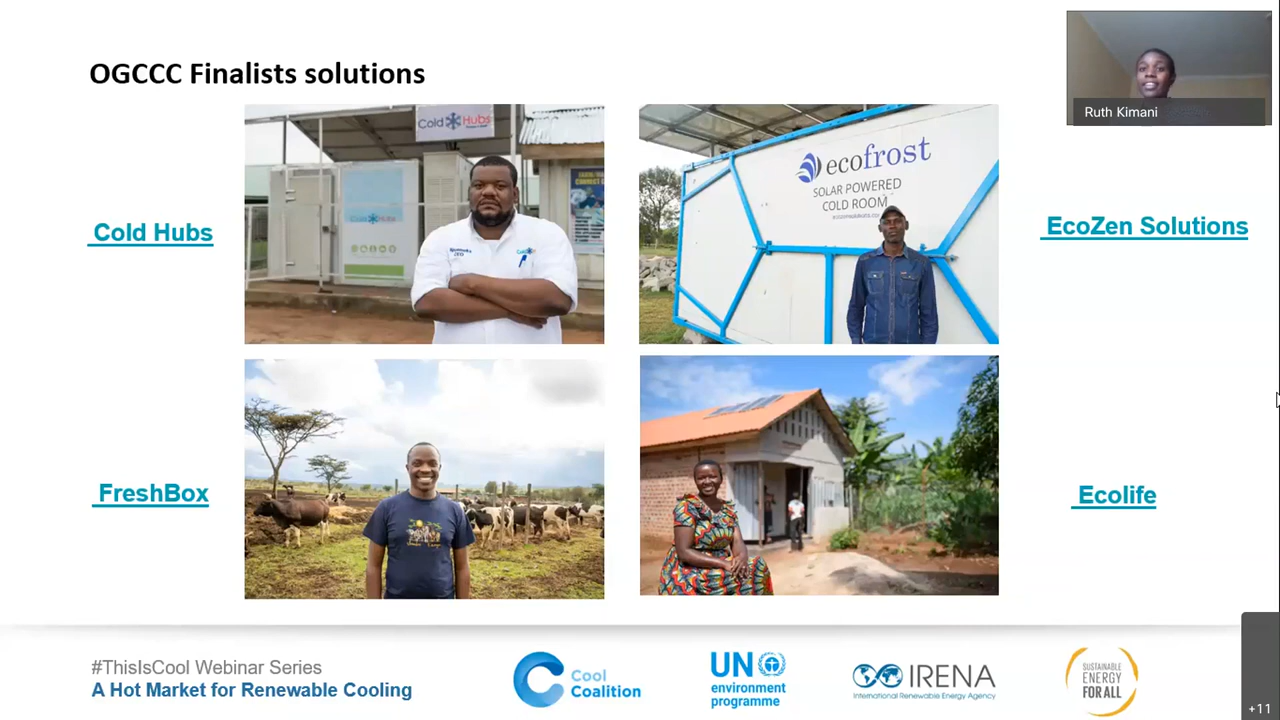 OGCCC Finalists solutions
Ruth Kimani
Cold Hubs
Cold Hubs
Cold Hubs
ecofrost
SOLAR POWERED
COLD ROOM
EcoZen Solutions
FreshBox
Ecolife
#ThisIsCool Webinar Series
A Hot Market for Renewable Cooling
Cool
Coalition
UN
environment
programme
IRENA
International Renewable Energy Agency
SUSTAINABLE
ENERGY
FOR ALL
+11